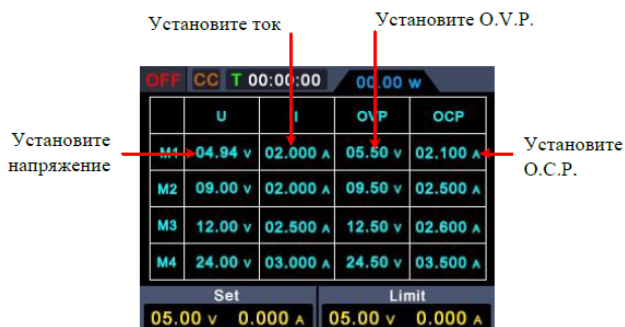 Установите ток
Установите O.V.P.
OFF CC T 00:00:00 00.00 W
U I OVP OCP
Установите напряжение
M1 04.94 V 02.000 A 05.50 V 02.100 A
Установите O.C.P.
M2 09.00 V 02.000 A 09.50 V 02.500 A
M3 12.00 V 02.500 A 12.50 V 02.600 A
M4 24.00 V 03.000 A 24.50 V 03.500 A
Set Limit
05.00 V 0.000 A 05.00 V 0.000 A